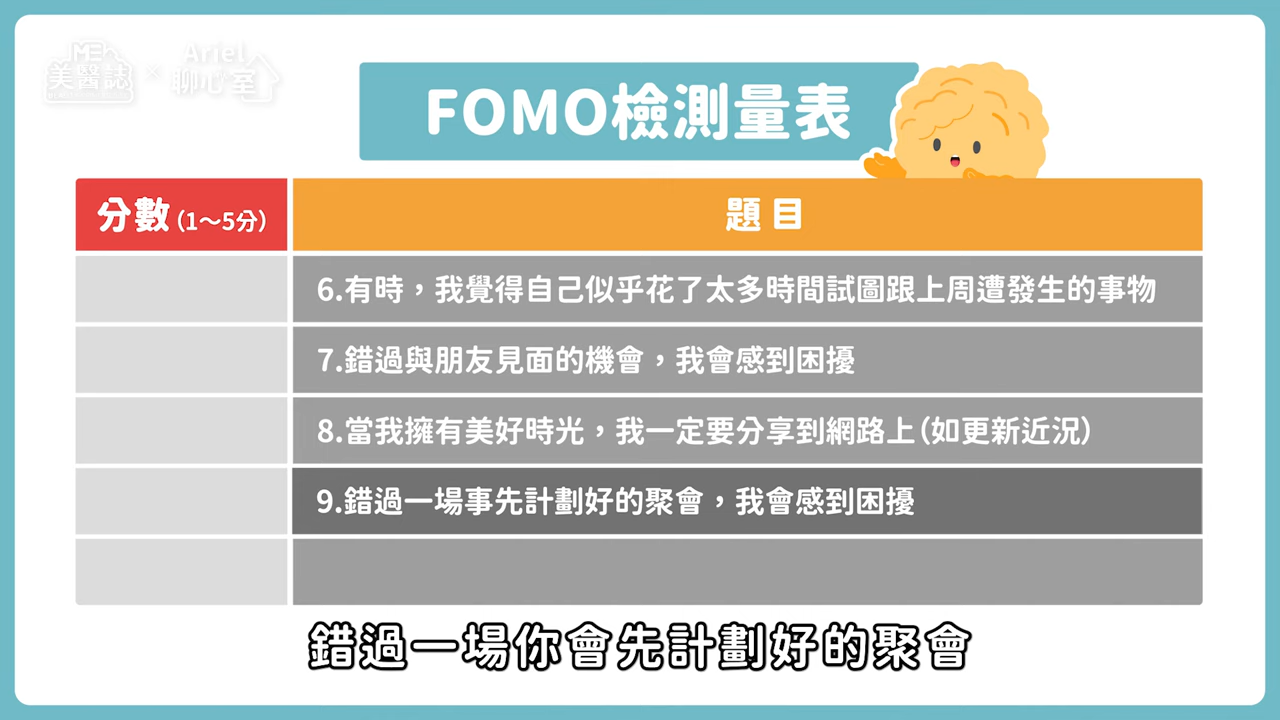 ME
美醫誌
×
Ariel
聊心室
FOMO檢測量表
分數(1～5分)
題目
6.有時，我覺得自己似乎花了太多時間試圖跟上周遭發生的事物
7.錯過與朋友見面的機會，我會感到困擾
8.當我擁有美好時光，我一定要分享到網路上(如更新近況)
9.錯過一場事先計劃好的聚會，我會感到困擾
錯過一場你會先計劃好的聚會